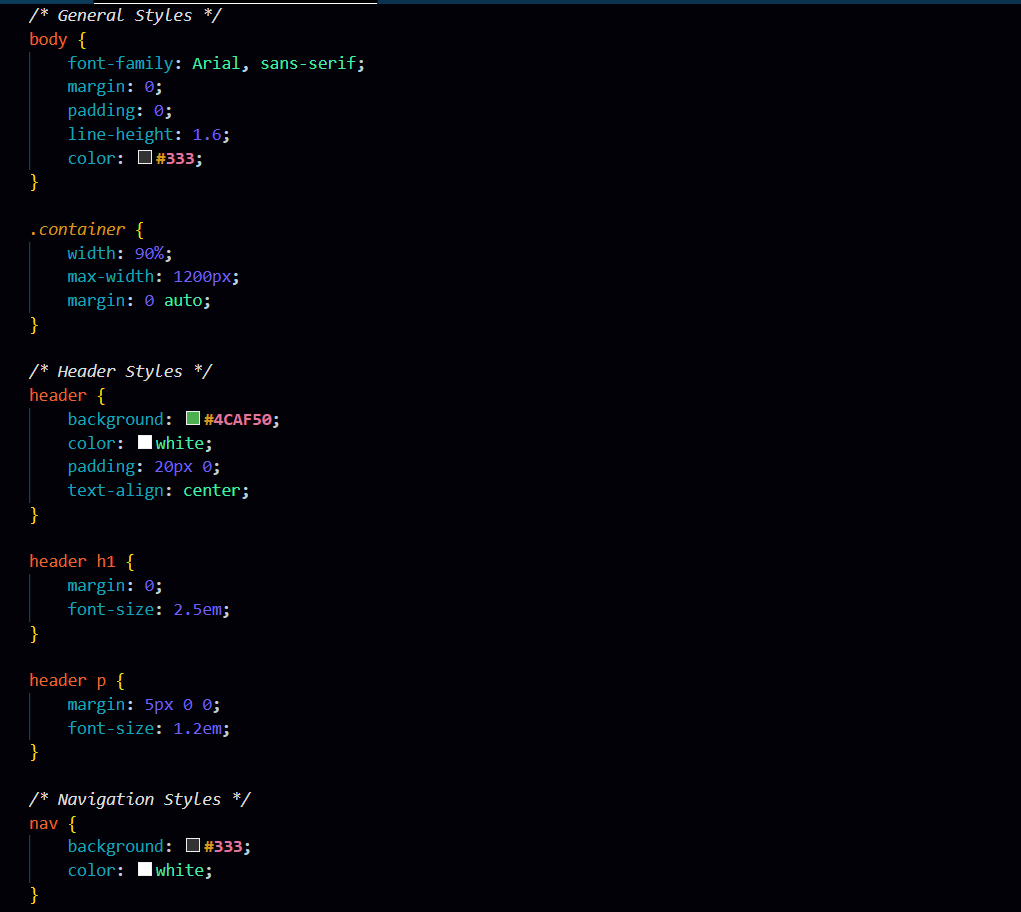 /* General Styles */
body {
    font-family: Arial, sans-serif;
    margin: 0;
    padding: 0;
    line-height: 1.6;
    color: #333;
}

.container {
    width: 90%;
    max-width: 1200px;
    margin: 0 auto;
}

/* Header Styles */
header {
    background: #4CAF50;
    color: white;
    padding: 20px 0;
    text-align: center;
}

header h1 {
    margin: 0;
    font-size: 2.5em;
}

header p {
    margin: 5px 0 0;
    font-size: 1.2em;
}

/* Navigation Styles */
nav {
    background: #333;
    color: white;
}